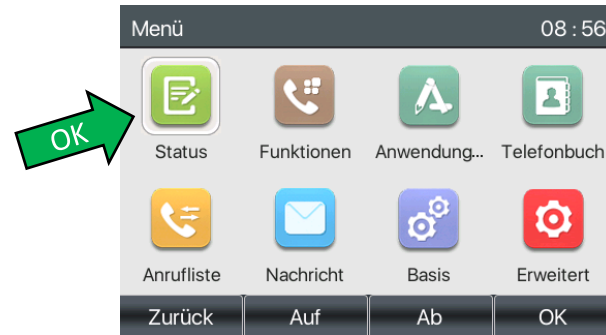 Menü 08 : 56
OK
Status Funktionen Anwendung... Telefonbuch
Anrufliste Nachricht Basis Erweitert
Zurück Auf Ab OK